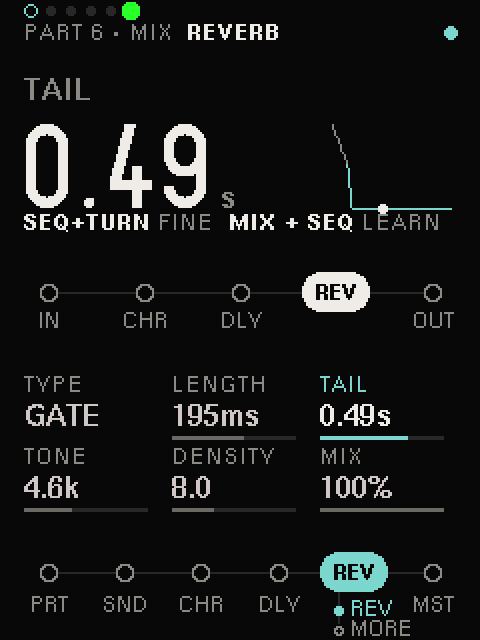 PART 6 · MIX REVERB
TAIL
0.49 s
SEQ+TURN FINE MIX + SEQ LEARN
IN CHR DLY REV OUT
TYPE LENGTH TAIL
GATE 195ms 0.49s
TONE DENSITY MIX
4.6k 8.0 100%
PRT SND CHR DLY REV MST
REV
MORE